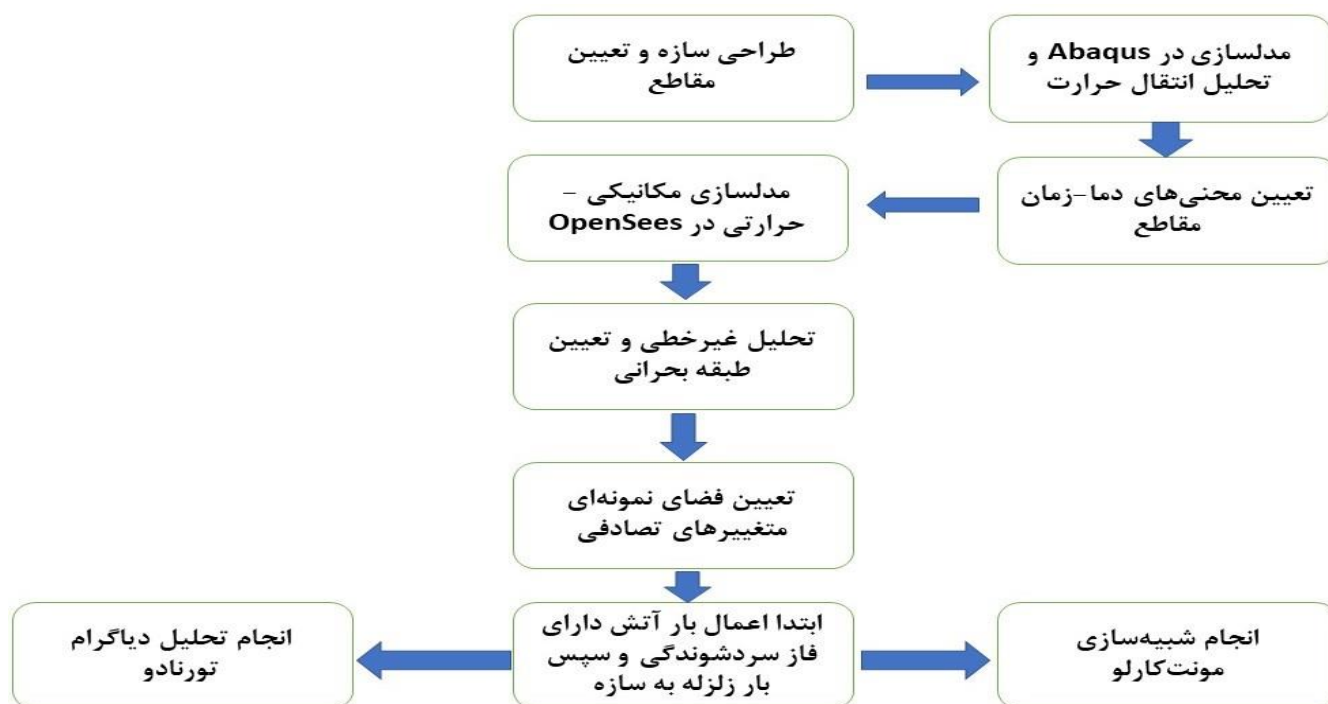 طراحی سازه و تعیین
مقاطع
مدلسازی در Abaqus و
تحلیل انتقال حرارت
تعیین محنی‌های دما–زمان
مقاطع
مدلسازی مکانیکی –
حرارتی در OpenSees
تحلیل غیرخطی و تعیین
طبقه بحرانی
تعیین فضای نمونه‌ای
متغییرهای تصادفی
ابتدا اعمال بار آتش دارای
فاز سردشوندگی و سپس
بار زلزله به سازه
انجام شبیه‌سازی
مونت‌کارلو
انجام تحلیل دیاگرام
تورنادو